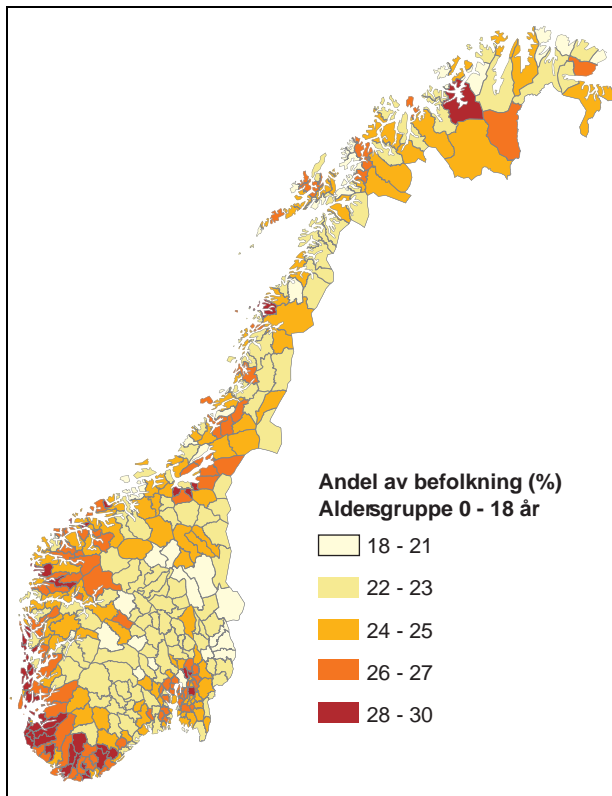 Andel av befolkning (%)
Aldersgruppe 0 - 18 år
18 - 21
22 - 23
24 - 25
26 - 27
28 - 30